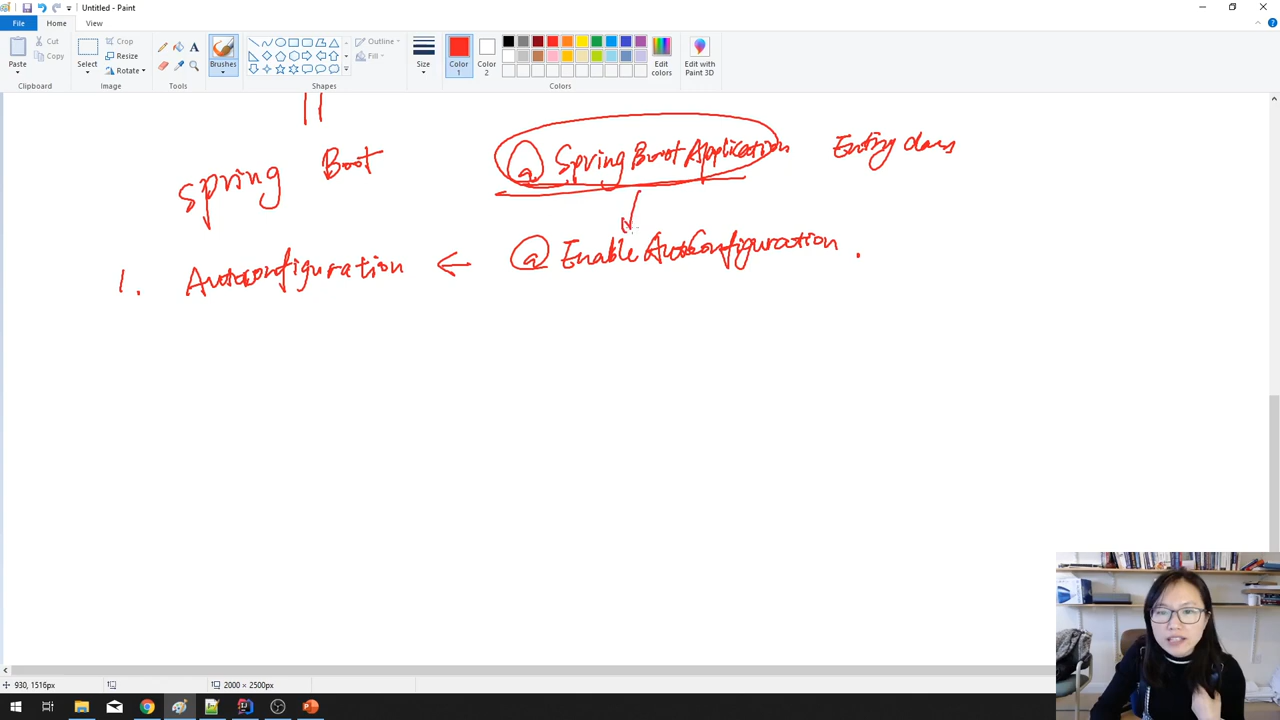 Untitled - Paint
File
Home
View
Paste
Cut
Copy
Clipboard
Select
Crop
Resize
Rotate
Image
Tools
Brushes
Shapes
Outline
Fill
Size
Color 1
Color 2
Edit colors
Colors
Edit with Paint 3D
@ Spring Boot Application Entry class
Spring Boot
1. Autoconfiguration ← @ Enable AutoConfiguration.
930, 1516px
2000 × 2500px